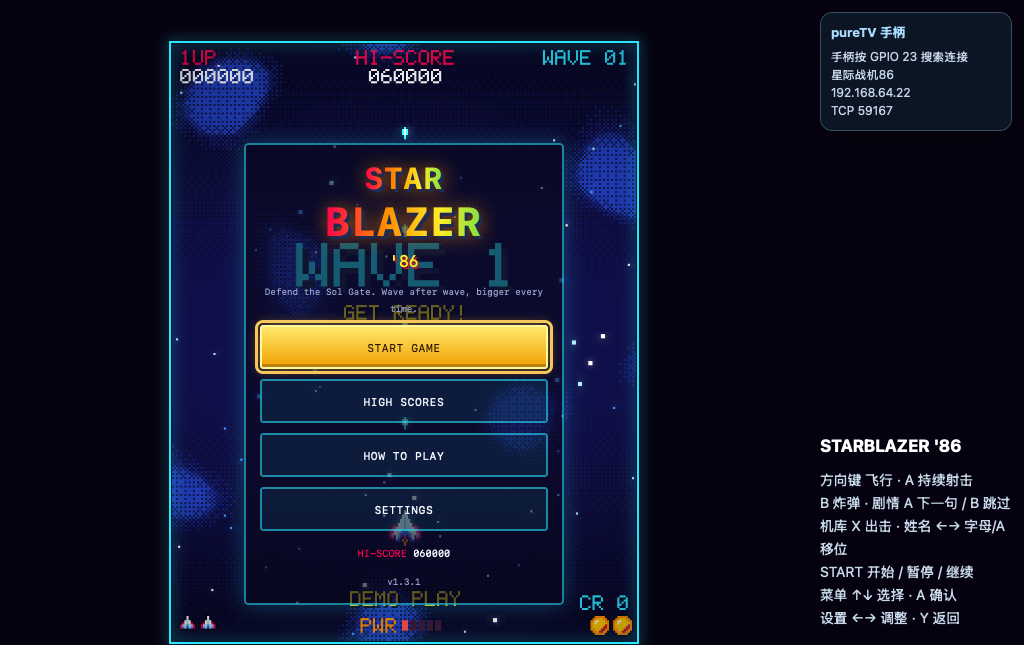 1UP
HI-SCORE
WAVE 01
000000
060000
STAR
BLAZER
'86
WAVE 1
Defend the Sol Gate. Wave after wave, bigger every
time.
GET READY!
START GAME
HIGH SCORES
HOW TO PLAY
SETTINGS
HI-SCORE 060000
v1.3.1
DEMO PLAY
CR 0
PWR
pureTV 手柄
手柄按 GPIO 23 搜索连接
星际战机86
192.168.64.22
TCP 59167
STARBLAZER '86
方向键 飞行 · A 持续射击
B 炸弹 · 剧情 A 下一句 / B 跳过
机库 X 出击 · 姓名 ←→ 字母/A
移位
START 开始 / 暂停 / 继续
菜单 ↑↓ 选择 · A 确认
设置 ←→ 调整 · Y 返回